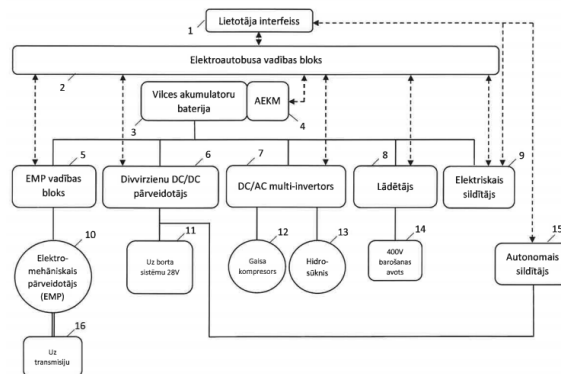 Lietotāja interfeiss
1
Elektroautobusa vadības bloks
2
Vilces akumulatoru
baterija
AEKM
3
4
5
6
7
8
9
EMP vadības
bloks
Divvirzienu DC/DC
pārveidotājs
DC/AC multi-invertors
Lādētājs
Elektriskais
sildītājs
10
11
12
13
14
15
Elektro-
mehāniskais
pārveidotājs
(EMP)
Uz borta
sistēmu 28V
Gaisa
kompresors
Hidro-
sūknis
400V
barošanas
avots
Autonomais
sildītājs
16
Uz
transmisiju